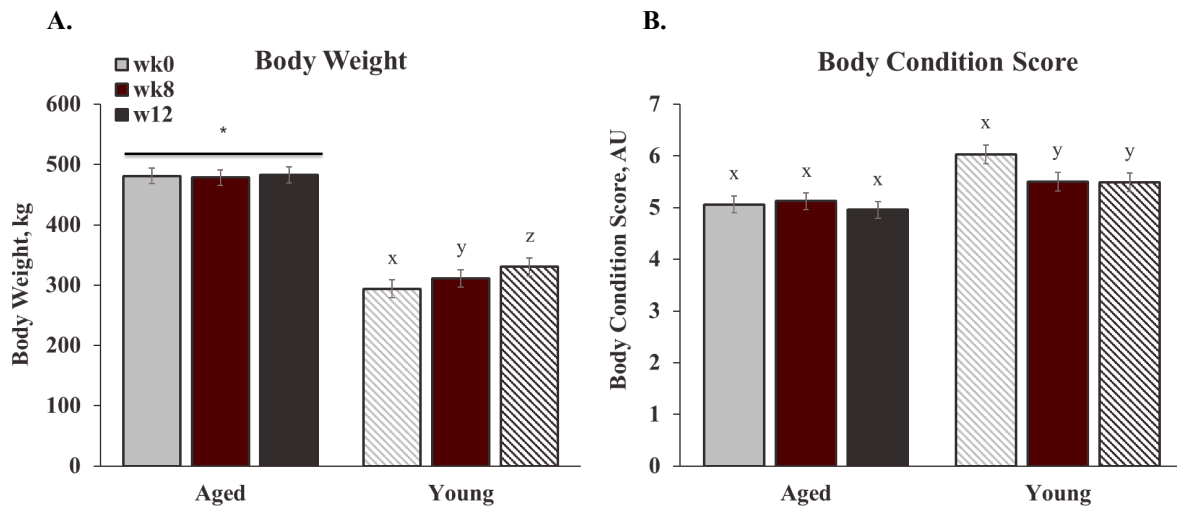 A.
Body Weight
wk0
wk8
w12
Body Weight, kg
600
500
400
300
200
100
0
*
x
y
z
Aged
Young
B.
Body Condition Score
Body Condition Score, AU
7
6
5
4
3
2
1
0
x
x
x
x
y
y
Aged
Young